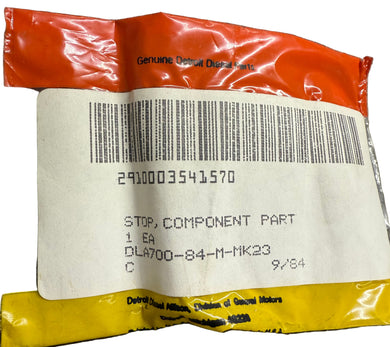 Genuine Detroit Diesel Parts
2910003541570
STOP, COMPONENT PART
1 EA
DLA700-84-M-MK23
C 9/84
Detroit Diesel Allison, Division of General Motors
48228